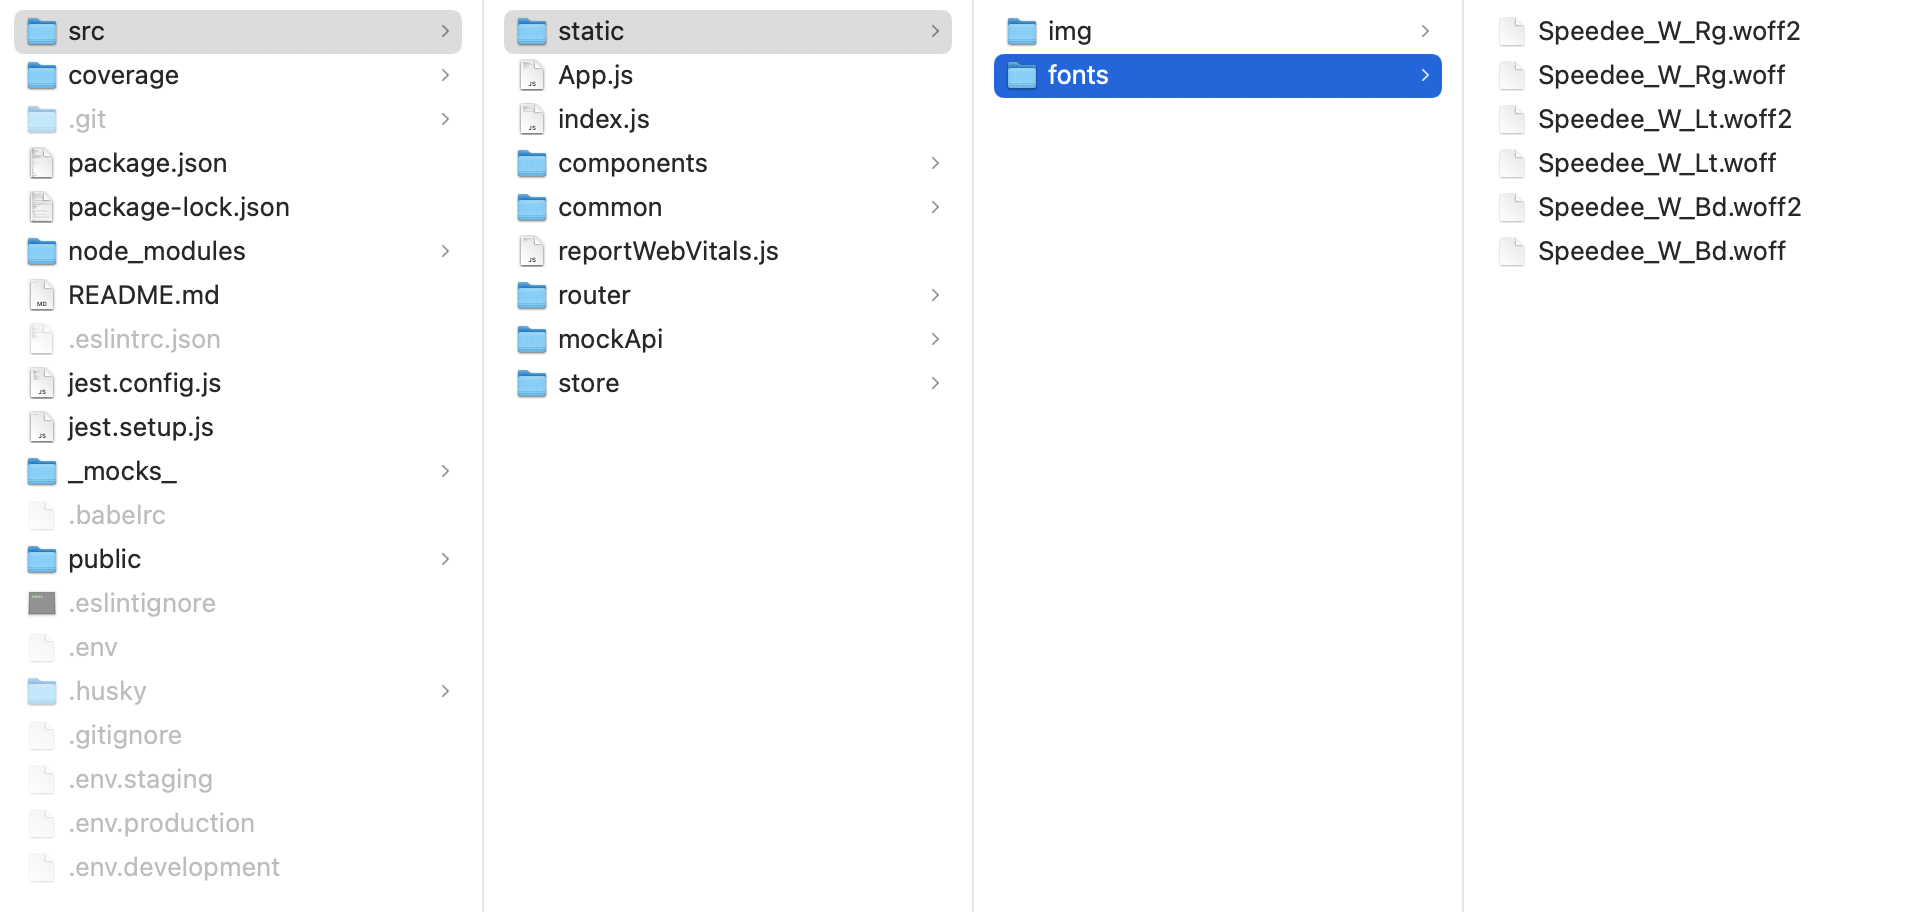 src
coverage
.git
package.json
package-lock.json
node_modules
README.md
.eslintrc.json
jest.config.js
jest.setup.js
_mocks_
.babelrc
public
.eslintignore
.env
.husky
.gitignore
.env.staging
.env.production
.env.development
static
App.js
index.js
components
common
reportWebVitals.js
router
mockApi
store
img
fonts
Speedee_W_Rg.woff2
Speedee_W_Rg.woff
Speedee_W_Lt.woff2
Speedee_W_Lt.woff
Speedee_W_Bd.woff2
Speedee_W_Bd.woff